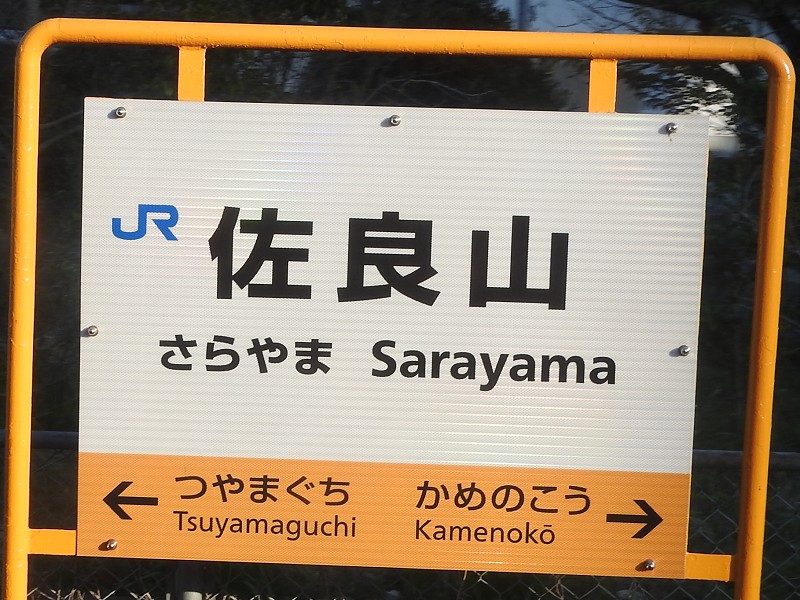 JR 佐良山
さらやま Sarayama
← つやまぐち かめのこう →
Tsuyamaguchi Kamenokō